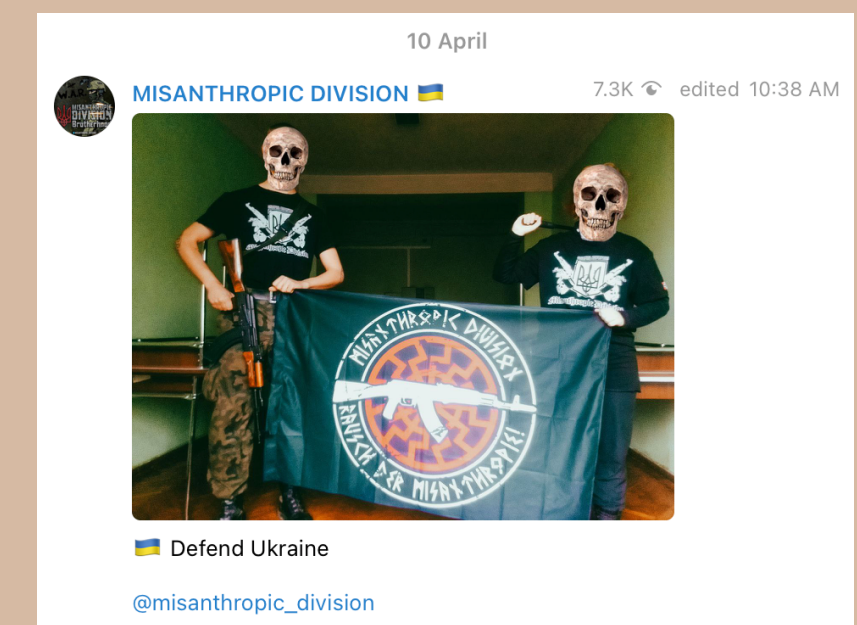 10 April
MISANTHROPIC DIVISION 🇺🇦
7.3K edited 10:38 AM
MISANTHROPIC DIVISION
RAUSCH DER MISANTHROPIE!
🇺🇦 Defend Ukraine
@misanthropic_division